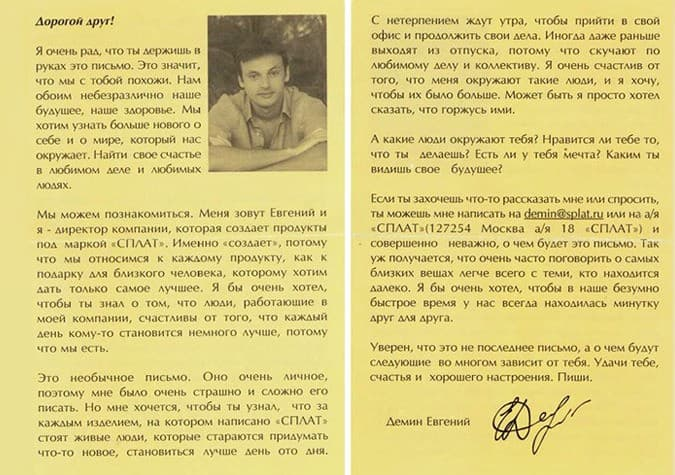 Дорогой друг!
Я очень рад, что ты держишь в
руках это письмо. Это значит,
что мы с тобой похожи. Нам
обоим небезразлично наше
будущее, наше здоровье. Мы
хотим узнать больше нового о
себе и о мире, который нас
окружает. Найти свое счастье
в любимом деле и любимых
людях.
Мы можем познакомиться. Меня зовут Евгений и
я - директор компании, которая создает продукты
под маркой «СПЛАТ». Именно «создает», потому
что мы относимся к каждому продукту, как к
подарку для близкого человека, которому хотим
дать только самое лучшее. Я бы очень хотел,
чтобы ты знал о том, что люди, работающие в
моей компании, счастливы от того, что каждый
день кому-то становится немного лучше, потому
что мы есть.
Это необычное письмо. Оно очень личное,
поэтому мне было очень страшно и сложно его
писать. Но мне хочется, чтобы ты узнал, что за
каждым изделием, на котором написано «СПЛАТ»
стоят живые люди, которые стараются придумать
что-то новое, становиться лучше день ото дня.
С нетерпением ждут утра, чтобы прийти в свой
офис и продолжить свои дела. Иногда даже раньше
выходят из отпуска, потому что скучают по
любимому делу и коллективу. Я очень счастлив от
того, что меня окружают такие люди, и я хочу,
чтобы их было больше. Может быть я просто хотел
сказать, что горжусь ими.
А какие люди окружают тебя? Нравится ли тебе то,
что ты делаешь? Есть ли у тебя мечта? Каким ты
видишь свое будущее?
Если ты захочешь что-то рассказать мне или спросить,
ты можешь мне написать на demin@splat.ru или на а/я
«СПЛАТ»(127254 Москва а/я 18 «СПЛАТ») и
совершенно неважно, о чем будет это письмо. Так
уж получается, что очень часто поговорить о самых
близких вещах легче всего с теми, кто находится
далеко. Я бы очень хотел, чтобы в наше безумно
быстрое время у нас всегда находилась минутку
друг для друга.
Уверен, что это не последнее письмо, а о чем будут
следующие во многом зависит от тебя. Удачи тебе,
счастья и хорошего настроения. Пиши.
Демин Евгений